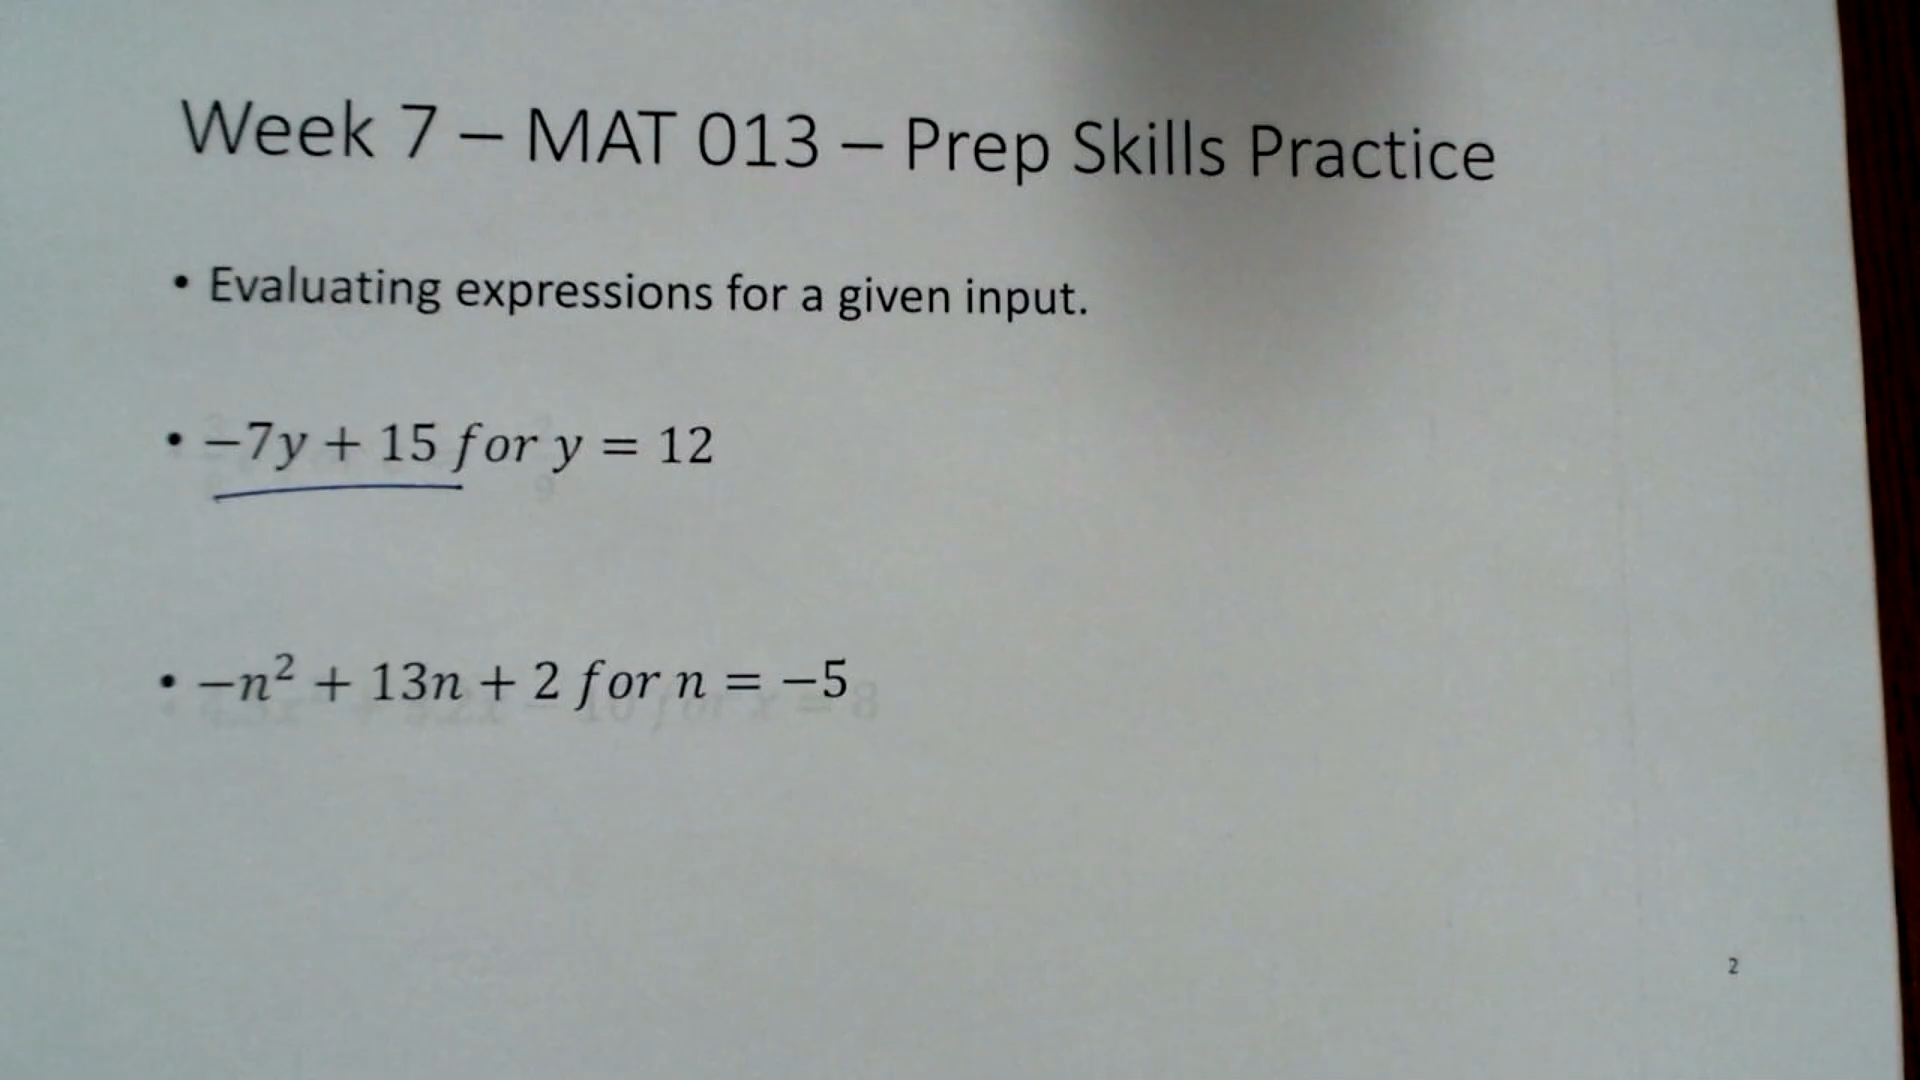 Week 7 – MAT 013 – Prep Skills Practice
• Evaluating expressions for a given input.
• −7y + 15 for y = 12
• −n² + 13n + 2 for n = −5
2